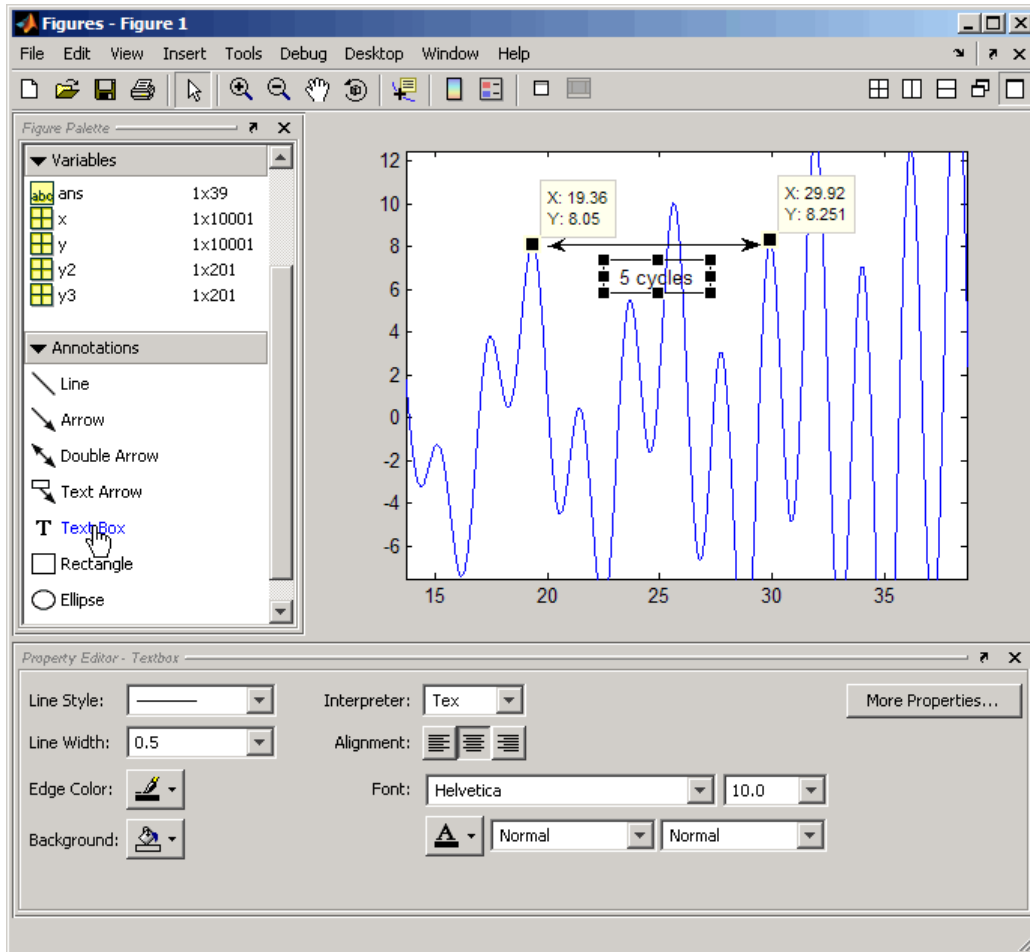 Figures - Figure 1
File Edit View Insert Tools Debug Desktop Window Help
Figure Palette
Variables
abc ans 1x39
x 1x10001
y 1x10001
y2 1x201
y3 1x201
Annotations
Line
Arrow
Double Arrow
Text Arrow
T Text Box
Rectangle
Ellipse
12
10
8
6
4
2
0
-2
-4
-6
15 20 25 30 35
X: 19.36
Y: 8.05
X: 29.92
Y: 8.251
5 cycles
Property Editor - Textbox
Line Style:
Interpreter: Tex
More Properties...
Line Width: 0.5
Alignment:
Edge Color:
Font: Helvetica 10.0
Background:
A Normal Normal